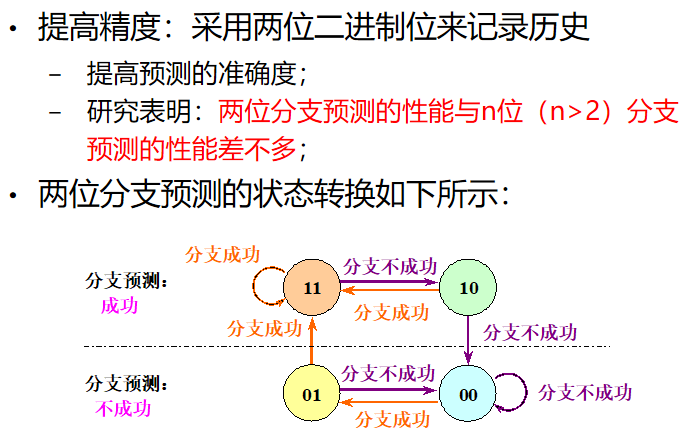 • 提高精度：采用两位二进制位来记录历史
– 提高预测的准确度；
– 研究表明：两位分支预测的性能与n位（n>2）分支
预测的性能差不多；
• 两位分支预测的状态转换如下所示：
分支成功
分支不成功
分支预测：
11
10
成功
分支成功
分支成功
分支不成功
分支预测：
分支不成功
01
00
分支不成功
不成功
分支成功